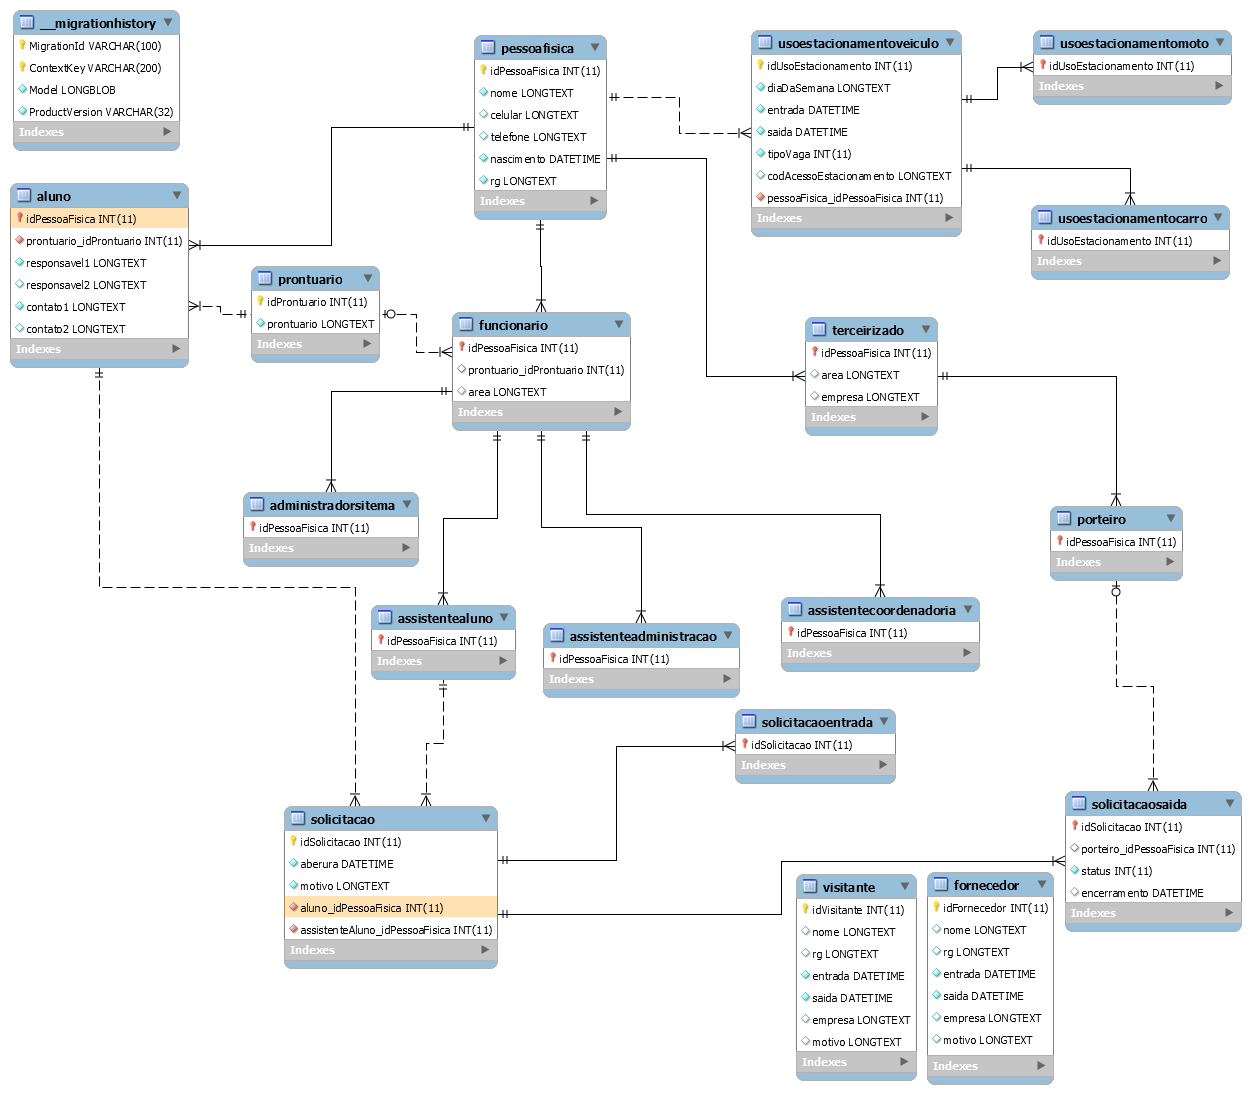 __migrationhistory
MigrationId VARCHAR(100)
ContextKey VARCHAR(200)
Model LONGBLOB
ProductVersion VARCHAR(32)
Indexes
pessoafisica
idPessoaFisica INT(11)
nome LONGTEXT
celular LONGTEXT
telefone LONGTEXT
nascimento DATETIME
rg LONGTEXT
Indexes
usoestacionamentoveiculo
idUsoEstacionamento INT(11)
diaDaSemana LONGTEXT
entrada DATETIME
saida DATETIME
tipoVaga INT(11)
codAcessoEstacionamento LONGTEXT
pessoaFisica_idPessoaFisica INT(11)
Indexes
usoestacionamentomoto
idUsoEstacionamento INT(11)
Indexes
usoestacionamentocarro
idUsoEstacionamento INT(11)
Indexes
aluno
idPessoaFisica INT(11)
prontuario_idProntuario INT(11)
responsavel1 LONGTEXT
responsavel2 LONGTEXT
contato1 LONGTEXT
contato2 LONGTEXT
Indexes
prontuario
idProntuario INT(11)
prontuario LONGTEXT
Indexes
funcionario
idPessoaFisica INT(11)
prontuario_idProntuario INT(11)
area LONGTEXT
Indexes
terceirizado
idPessoaFisica INT(11)
area LONGTEXT
empresa LONGTEXT
Indexes
administradorsitema
idPessoaFisica INT(11)
Indexes
porteiro
idPessoaFisica INT(11)
Indexes
assistentealuno
idPessoaFisica INT(11)
Indexes
assistenteadministracao
idPessoaFisica INT(11)
Indexes
assistentecoordenadoria
idPessoaFisica INT(11)
Indexes
solicitacaoentrada
idSolicitacao INT(11)
Indexes
solicitacao
idSolicitacao INT(11)
aberura DATETIME
motivo LONGTEXT
aluno_idPessoaFisica INT(11)
assistenteAluno_idPessoaFisica INT(11)
Indexes
solicitacaosaida
idSolicitacao INT(11)
porteiro_idPessoaFisica INT(11)
status INT(11)
encerramento DATETIME
Indexes
visitante
idVisitante INT(11)
nome LONGTEXT
rg LONGTEXT
entrada DATETIME
saida DATETIME
empresa LONGTEXT
motivo LONGTEXT
Indexes
fornecedor
idFornecedor INT(11)
nome LONGTEXT
rg LONGTEXT
entrada DATETIME
saida DATETIME
empresa LONGTEXT
motivo LONGTEXT
Indexes